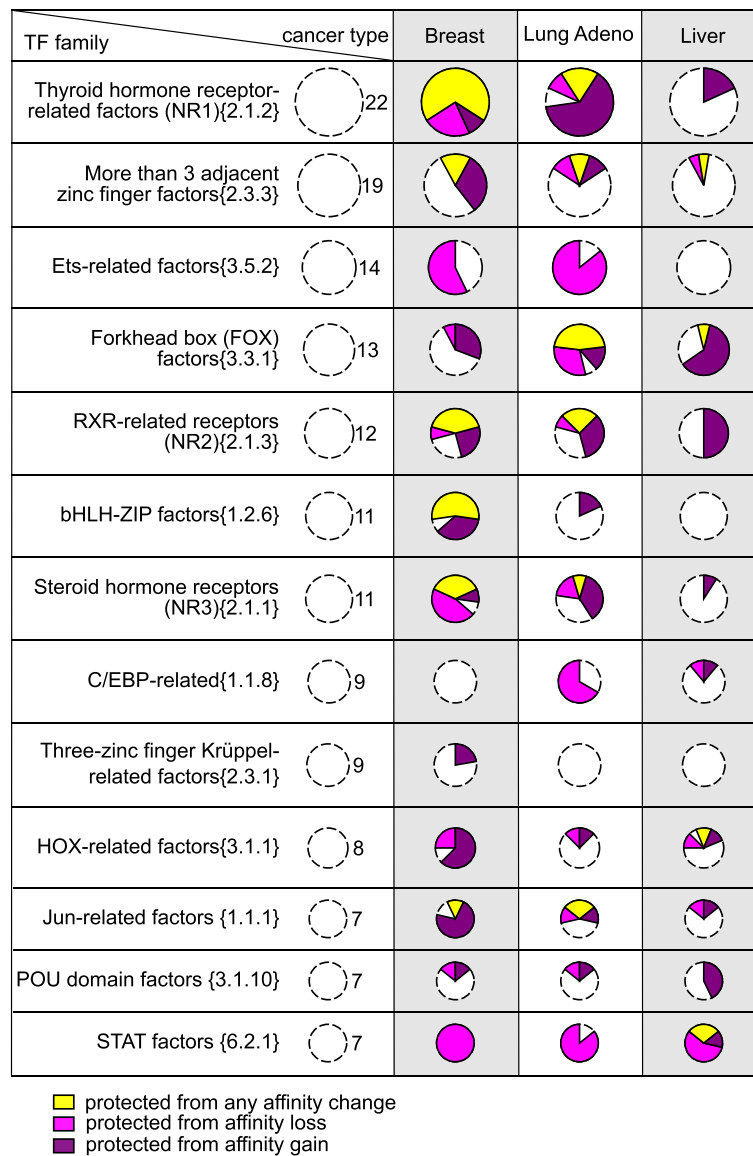 TF family
cancer type
Breast
Lung Adeno
Liver
Thyroid hormone receptor-
related factors (NR1){2.1.2}
22
More than 3 adjacent
zinc finger factors{2.3.3}
19
Ets-related factors{3.5.2}
14
Forkhead box (FOX)
factors{3.3.1}
13
RXR-related receptors
(NR2){2.1.3}
12
bHLH-ZIP factors{1.2.6}
11
Steroid hormone receptors
(NR3){2.1.1}
11
C/EBP-related{1.1.8}
9
Three-zinc finger Krüppel-
related factors{2.3.1}
9
HOX-related factors{3.1.1}
8
Jun-related factors {1.1.1}
7
POU domain factors {3.1.10}
7
STAT factors {6.2.1}
7
protected from any affinity change
protected from affinity loss
protected from affinity gain